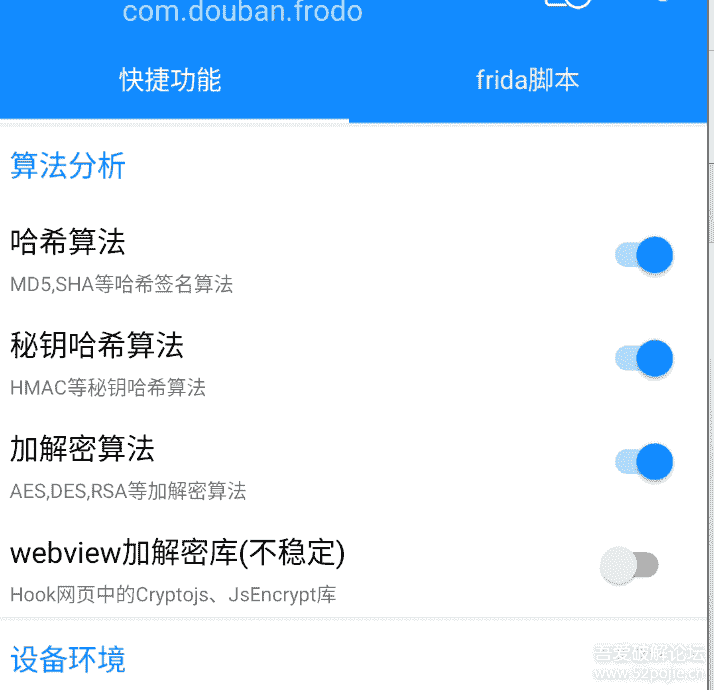 com.douban.frodo
快捷功能 frida脚本
算法分析
哈希算法
MD5,SHA等哈希签名算法
秘钥哈希算法
HMAC等秘钥哈希算法
加解密算法
AES,DES,RSA等加解密算法
webview加解密库(不稳定)
Hook网页中的Cryptojs、JsEncrypt库
设备环境
吾爱破解论坛
www.52pojie.cn